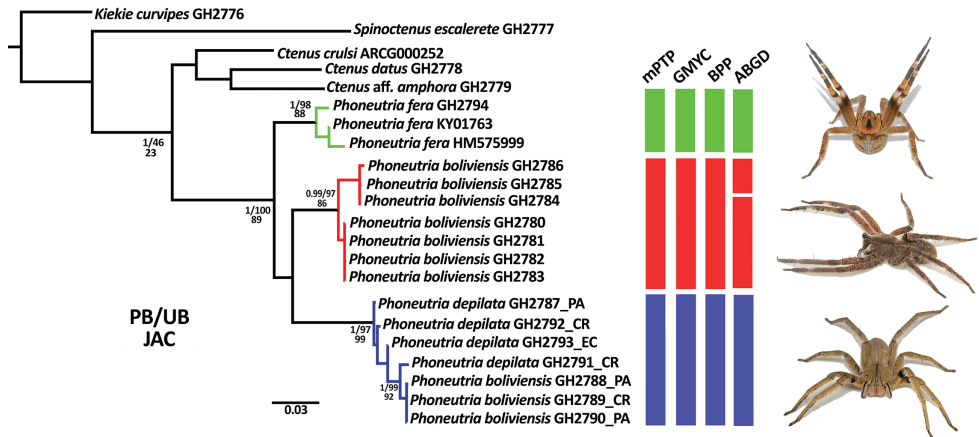 Kiekie curvipes GH2776
Spinoctenus escalerete GH2777
Ctenus crulsi ARCG000252
Ctenus datus GH2778
Ctenus aff. amphora GH2779
Phoneutria fera GH2794
Phoneutria fera KY01763
Phoneutria fera HM575999
Phoneutria boliviensis GH2786
Phoneutria boliviensis GH2785
Phoneutria boliviensis GH2784
Phoneutria boliviensis GH2780
Phoneutria boliviensis GH2781
Phoneutria boliviensis GH2782
Phoneutria boliviensis GH2783
Phoneutria depilata GH2787_PA
Phoneutria depilata GH2792_CR
Phoneutria depilata GH2793_EC
Phoneutria depilata GH2791_CR
Phoneutria boliviensis GH2788_PA
Phoneutria boliviensis GH2789_CR
Phoneutria boliviensis GH2790_PA
1/46
23
1/98
88
1/100
89
0.99/97
86
1/97
99
1/99
92
PB/UB
JAC
0.03
mPTP
GMYC
BPP
ABGD